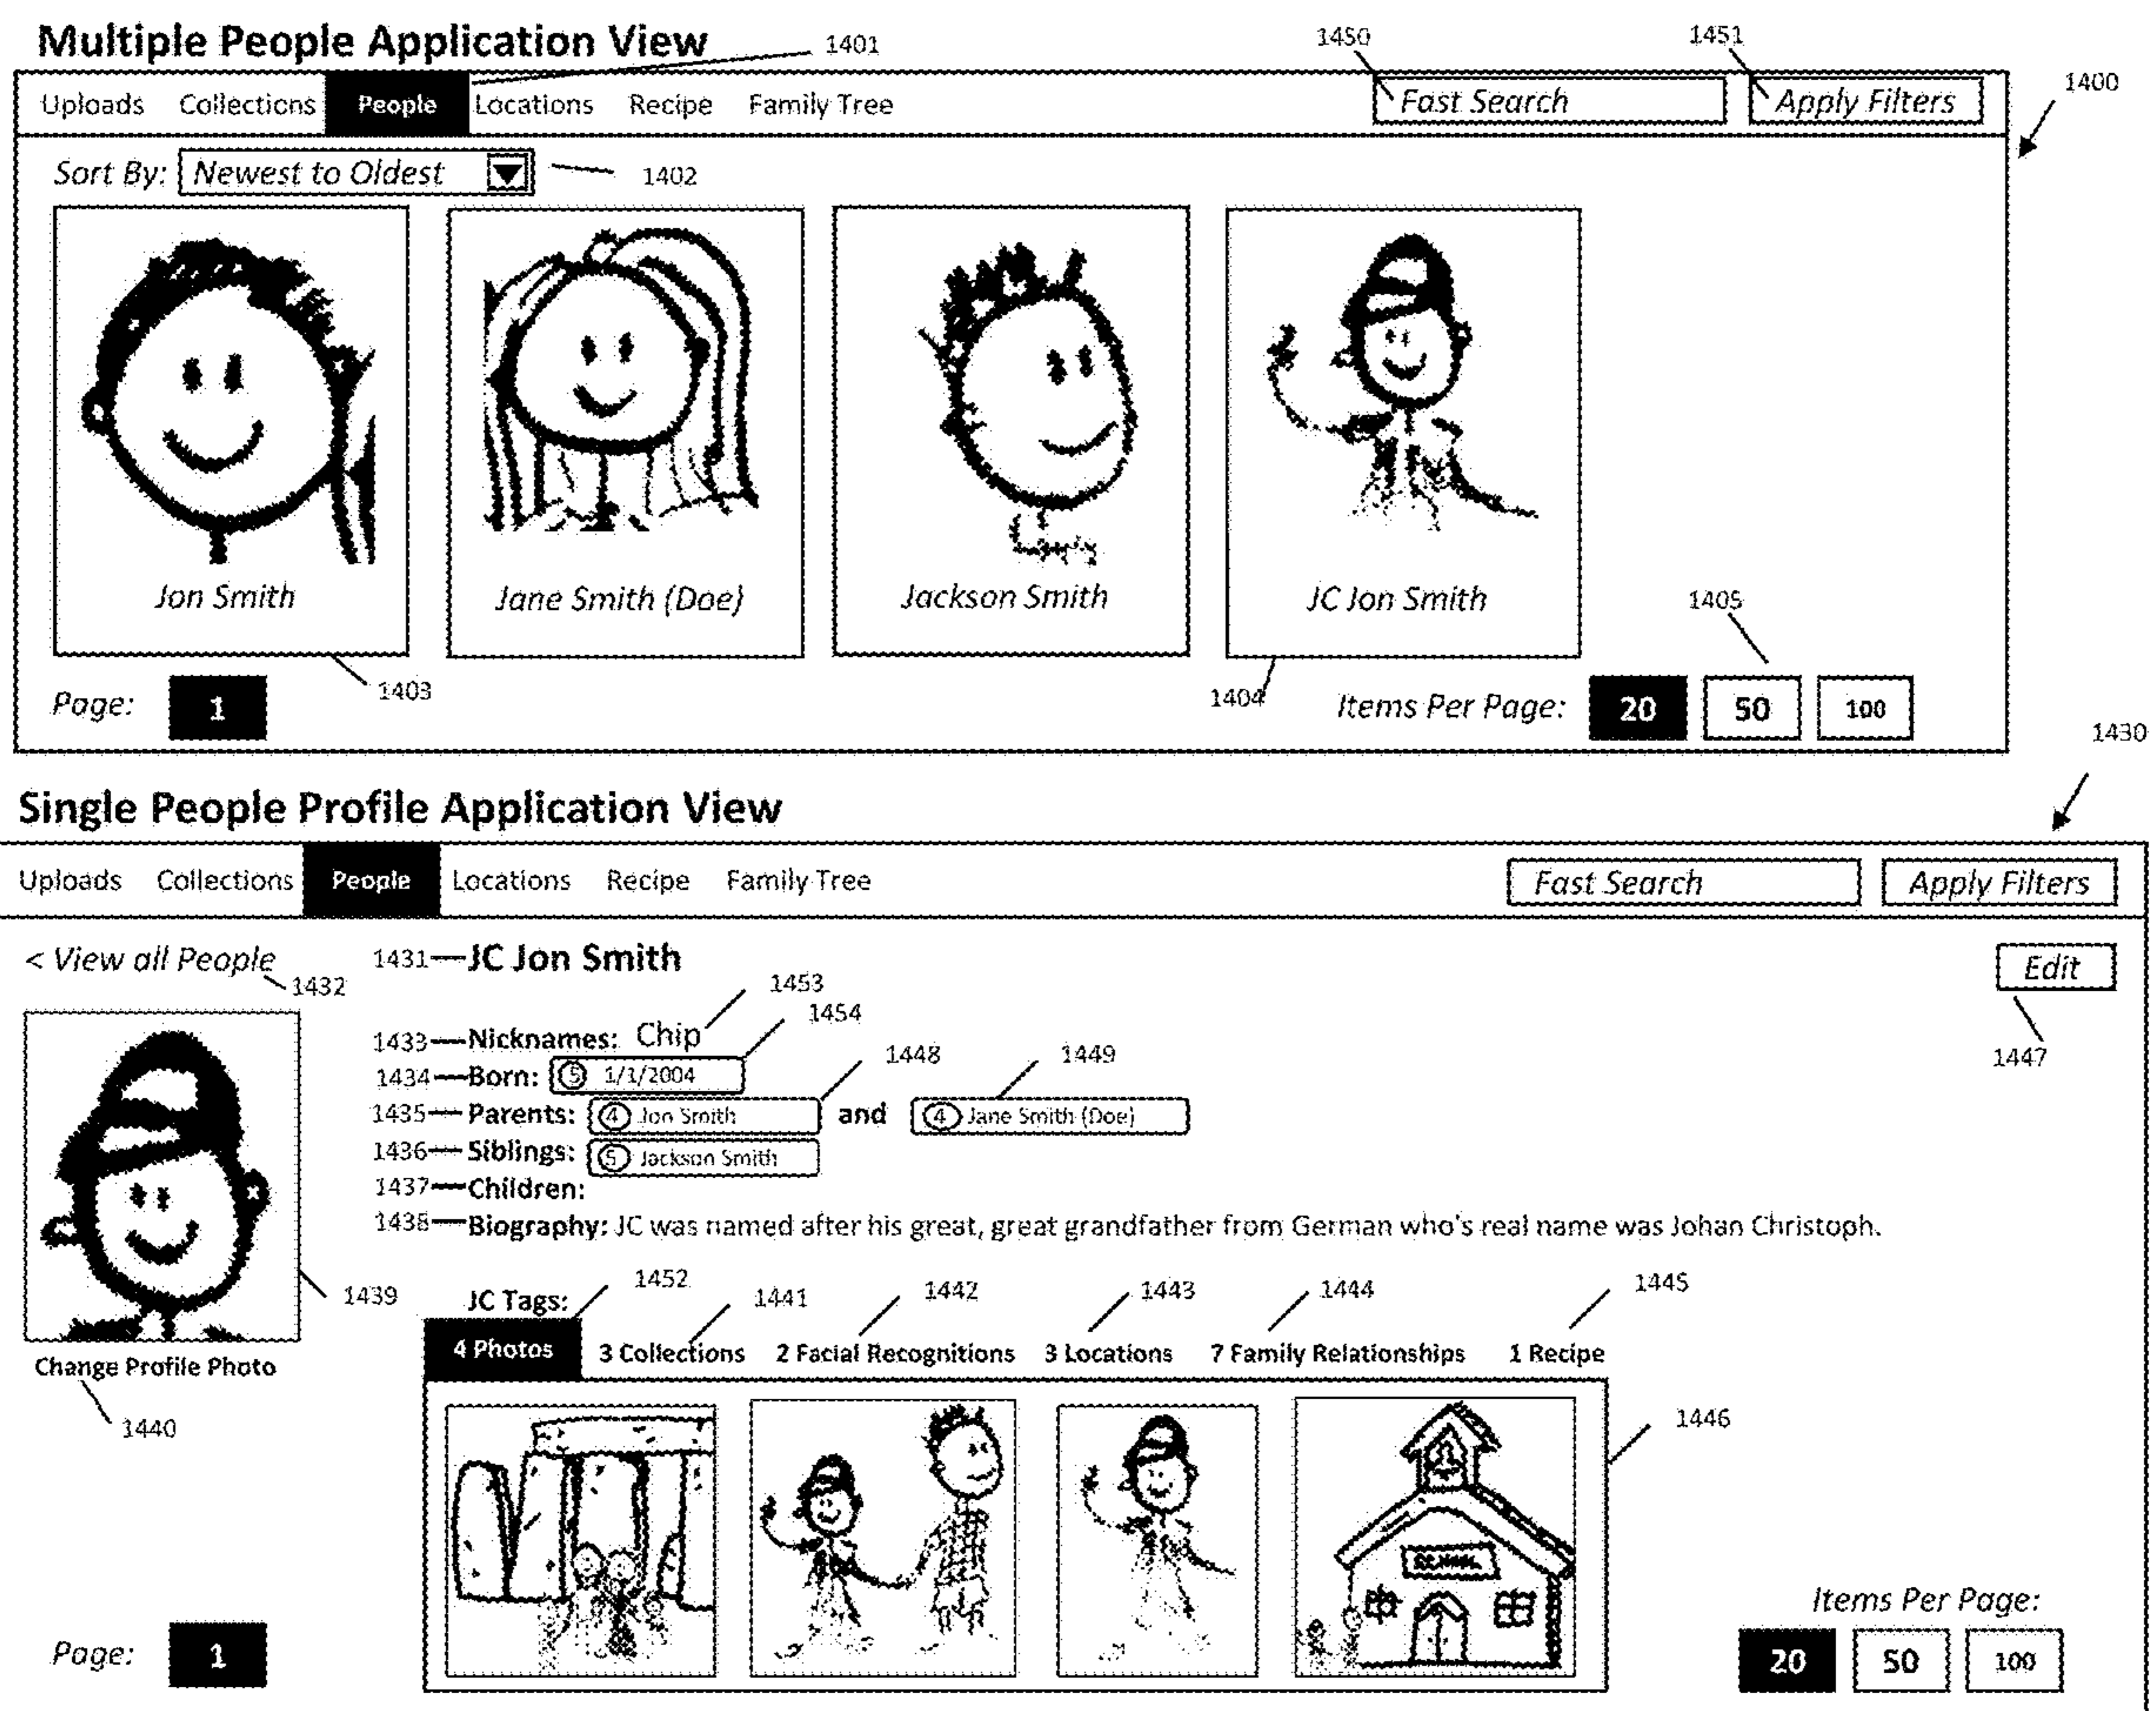 Multiple People Application View
1401
1450
1451
1400
Uploads Collections People Locations Recipe Family Tree Fast Search Apply Filters
Sort By: Newest to Oldest
1402
Jon Smith
Jane Smith (Doe)
Jackson Smith
JC Jon Smith
1405
1403
1404
Page: 1
Items Per Page: 20 50 100
1430
Single People Profile Application View
Uploads Collections People Locations Recipe Family Tree Fast Search Apply Filters
< View all People
1432
1431 JC Jon Smith
Edit
1447
1453
1454
1433 Nicknames: Chip
1448
1449
1434 Born: 5 1/1/2004
1435 Parents: 4 Jon Smith and 4 Jane Smith (Doe)
1436 Siblings: 5 Jackson Smith
1437 Children:
1438 Biography: JC was named after his great, great grandfather from German who's real name was Johan Christoph.
1439
Change Profile Photo
1440
JC Tags:
1452
1441
1442
1443
1444
1445
4 Photos 3 Collections 2 Facial Recognitions 3 Locations 7 Family Relationships 1 Recipe
1446
SCHOOL
Page: 1
Items Per Page:
20 50 100